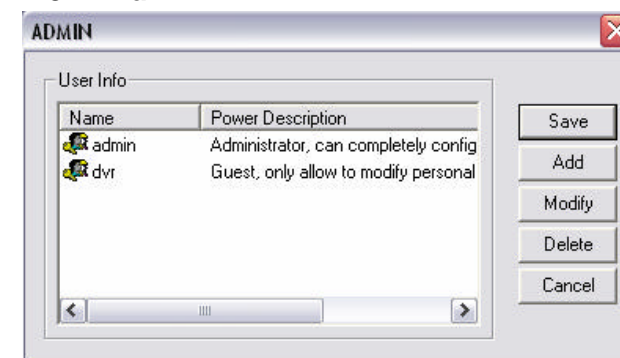 ADMIN
User Info
Name Power Description
admin Administrator, can completely config
dvr Guest, only allow to modify personal
Save
Add
Modify
Delete
Cancel